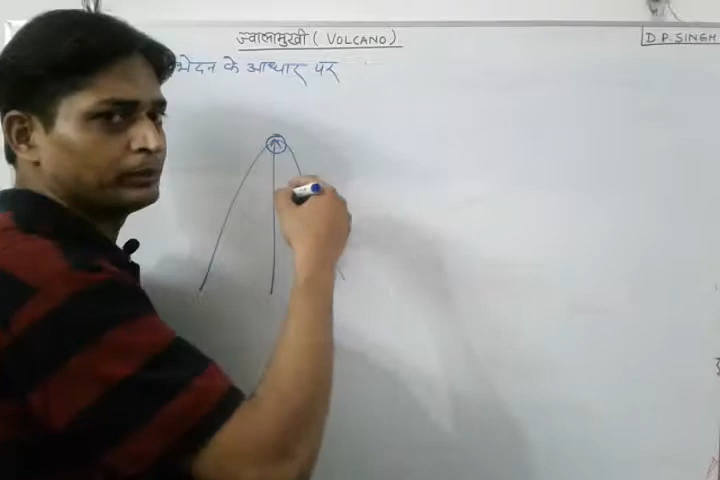 ज्वालामुखी ( VOLCANO )
D P. SINGH
भेदन के आधार पर